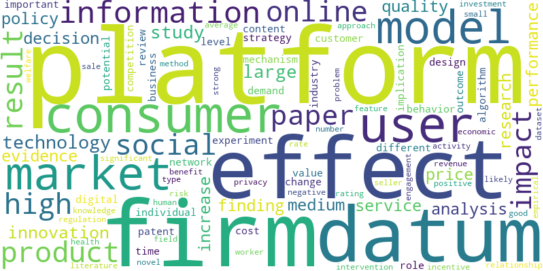 important
policy
information
online
quality
decision
study
average
content
strategy
customer
approach
investment
small
model
result
potential
competition
review
business
level
mechanism
large
demand
industry
implication
design
performance
platform
sale
method
strong
problem
outcome
algorithm
behavior
research
consumer
paper
user
feature
dataset
welfare
technology
social
experiment
number
different
economic
activity
evidence
significant
network
effect
rate
revenue
impact
market
benefit
type
privacy
value
change
rating
engagement
seller
price
positive
likely
high
digital
knowledge
regulation
risk
human
individual
increase
finding
medium
negative
service
analysis
empirical
innovation
patent
cost
firm
datum
good
product
health
field
time
novel
worker
literature
intervention
role
incentive
relationship